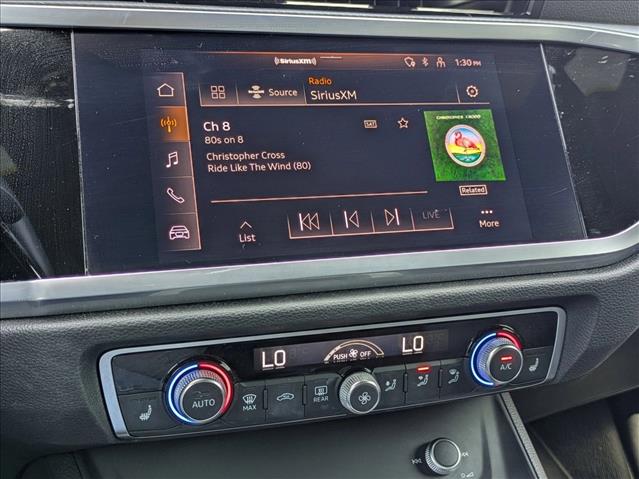 ((SiriusXM))
1:30 PM
Radio
Source
SiriusXM
Ch 8
SAT
80s on 8
Christopher Cross
Ride Like The Wind (80)
CHRISTOPHER CROSS
Related
List
LIVE
More
LO
PUSH OFF
LO
AUTO
MAX
REAR
A/C